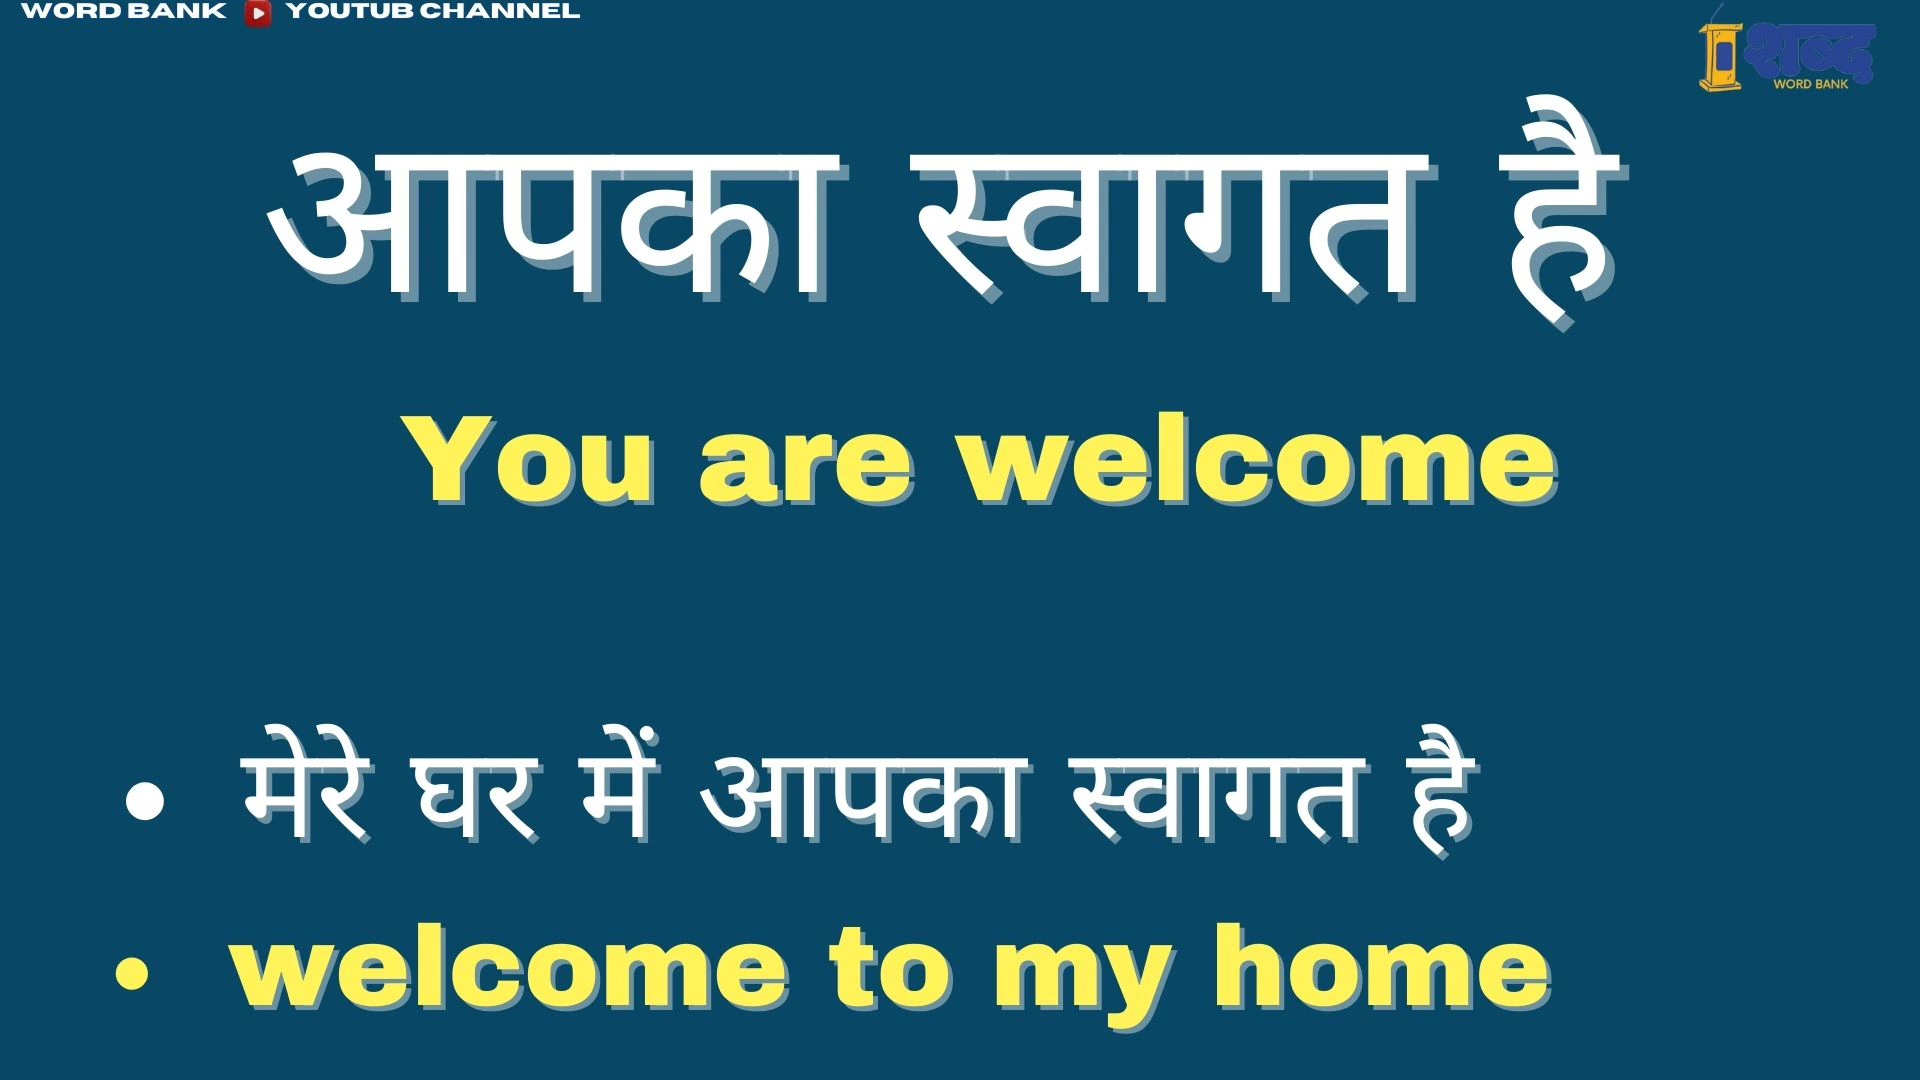 WORD BANK YOUTUB CHANNEL
शब्द
WORD BANK
आपका स्वागत है
You are welcome
• मेरे घर में आपका स्वागत है
• welcome to my home